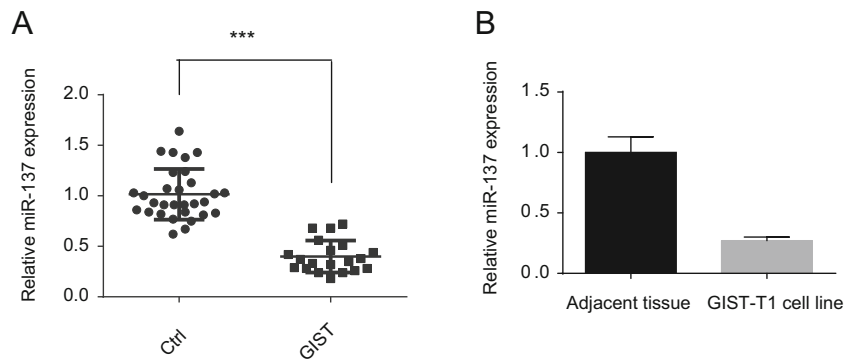 A
***
Relative miR-137 expression
2.0
1.5
1.0
0.5
0.0
Ctrl
GIST
B
Relative miR-137 expression
1.5
1.0
0.5
0.0
Adjacent tissue
GIST-T1 cell line